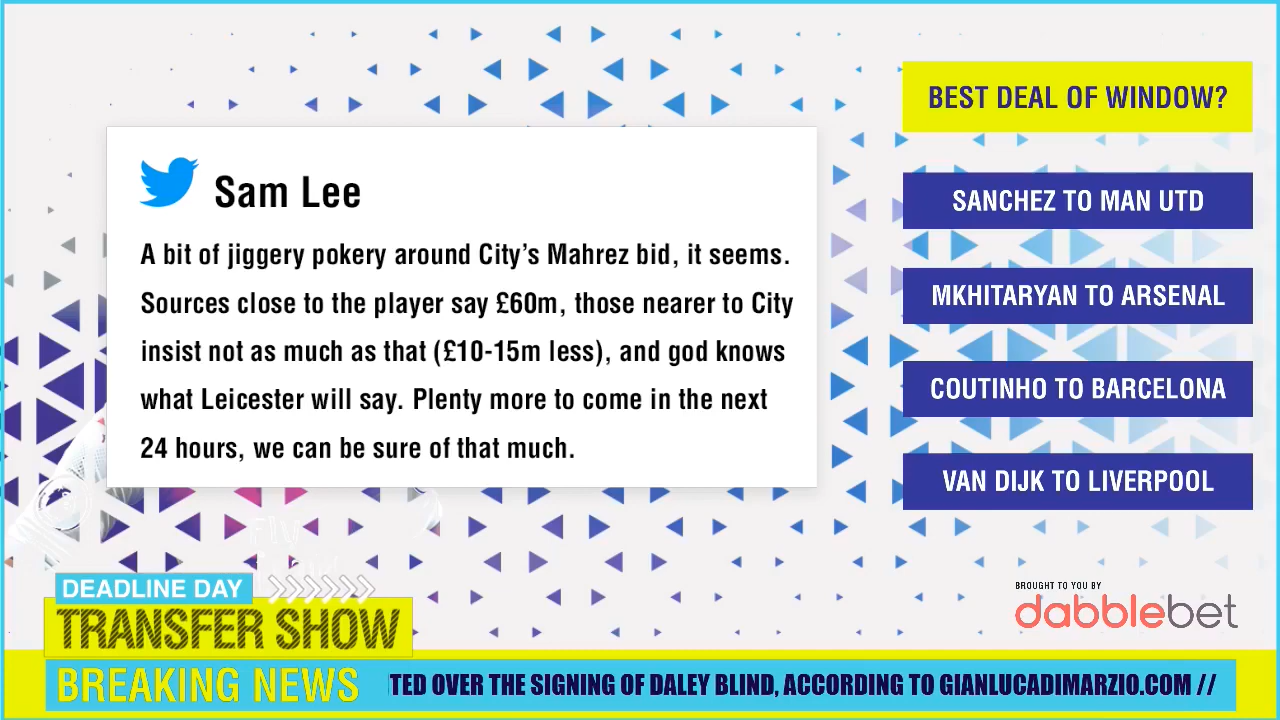 Sam Lee
A bit of jiggery pokery around City's Mahrez bid, it seems.
Sources close to the player say £60m, those nearer to City
insist not as much as that (£10-15m less), and god knows
what Leicester will say. Plenty more to come in the next
24 hours, we can be sure of that much.
BEST DEAL OF WINDOW?
SANCHEZ TO MAN UTD
MKHITARYAN TO ARSENAL
COUTINHO TO BARCELONA
VAN DIJK TO LIVERPOOL
BROUGHT TO YOU BY
dabblebet
DEADLINE DAY
TRANSFER SHOW
BREAKING NEWS
TED OVER THE SIGNING OF DALEY BLIND, ACCORDING TO GIANLUCADIMARZIO.COM //